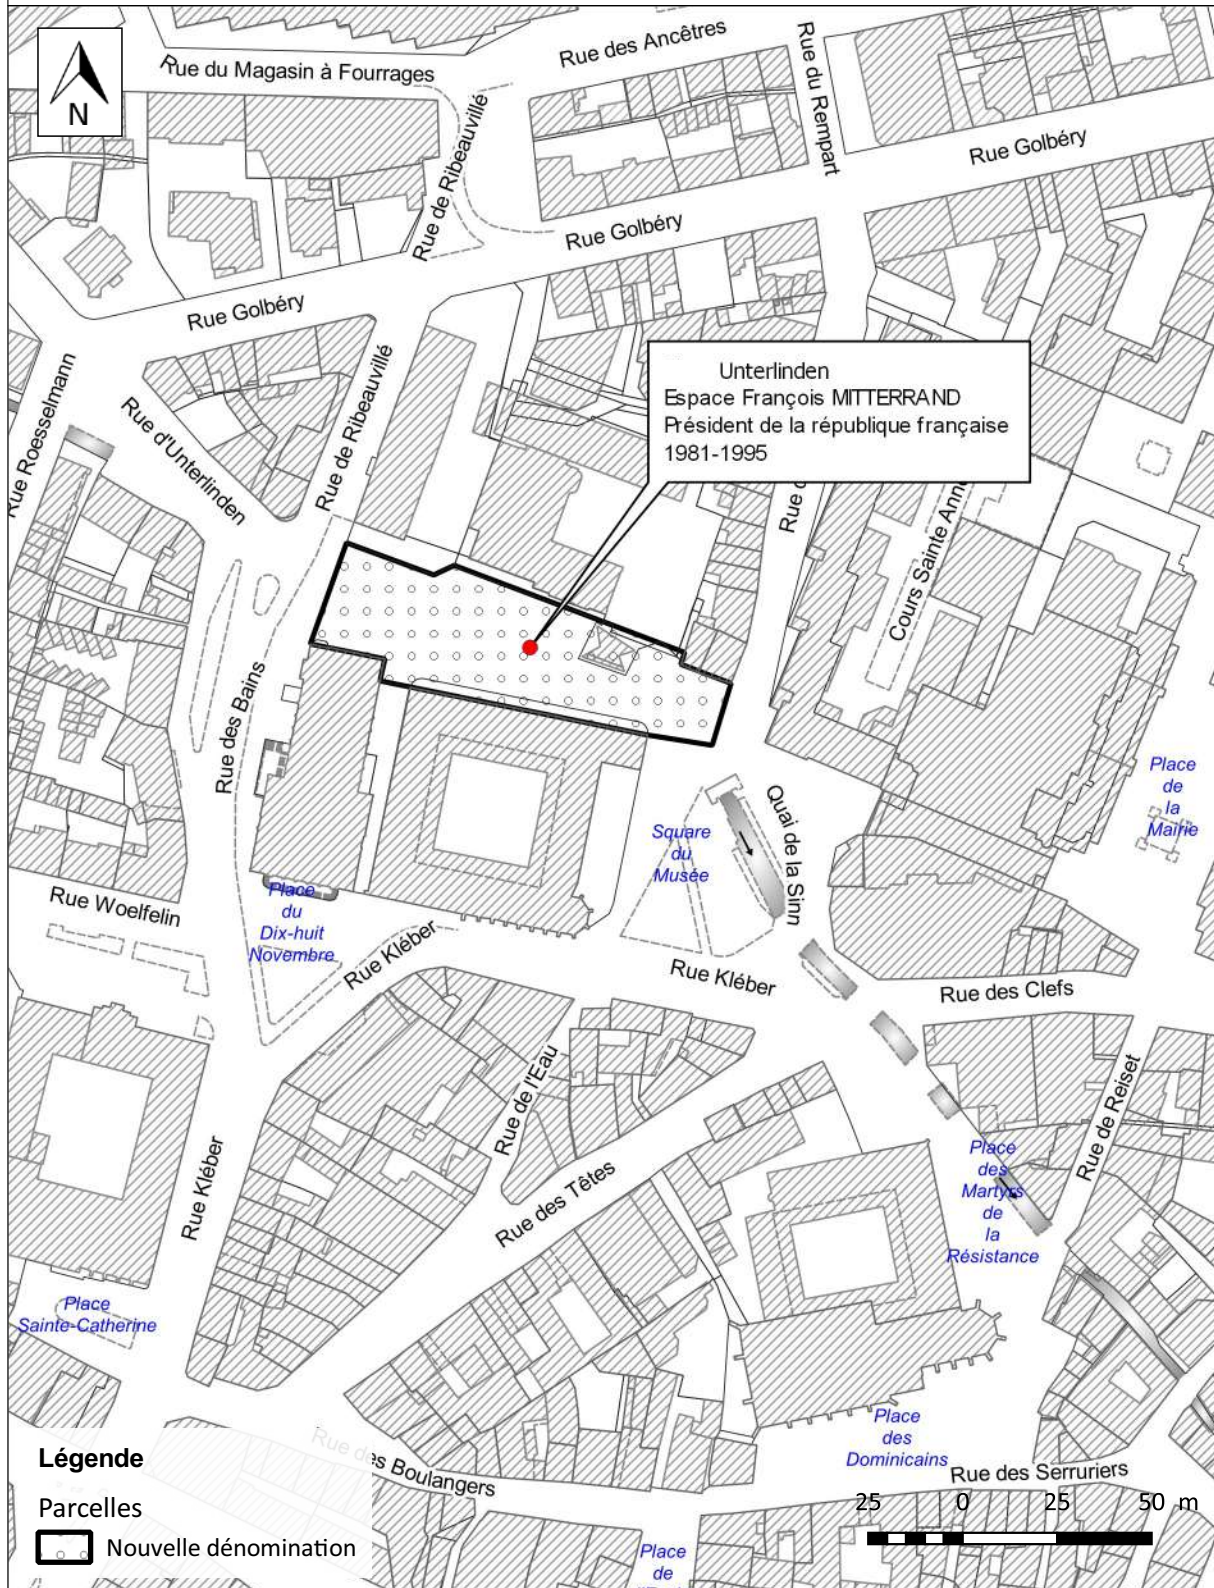 Rue des Ancêtres
Rue du Magasin à Fourrages
N
Rue du Rempart
Rue de Ribeauvillé
Rue Golbéry
Rue Golbéry
Rue Golbéry
Rue Roesselmann
Rue d'Unterlinden
Rue de Ribeauvillé
Unterlinden
Espace François MITTERRAND
Président de la république française
1981-1995
Rue
Cours Sainte Anne
Rue des Bains
Place
de
la
Mairie
Quai de la Sinn
Square
du
Musée
Rue Woelfelin
Place
du
Dix-huit
Novembre
Rue Kléber
Rue Kléber
Rue des Clefs
Rue de l'Eau
Rue de Reiset
Rue Kléber
Rue des Têtes
Place
des
Martyrs
de
la
Résistance
Place
Sainte-Catherine
Place
des
Dominicains
Rue des Boulangers
Rue des Serruriers
Légende
Parcelles
Nouvelle dénomination
25 0 25 50 m
Place
de